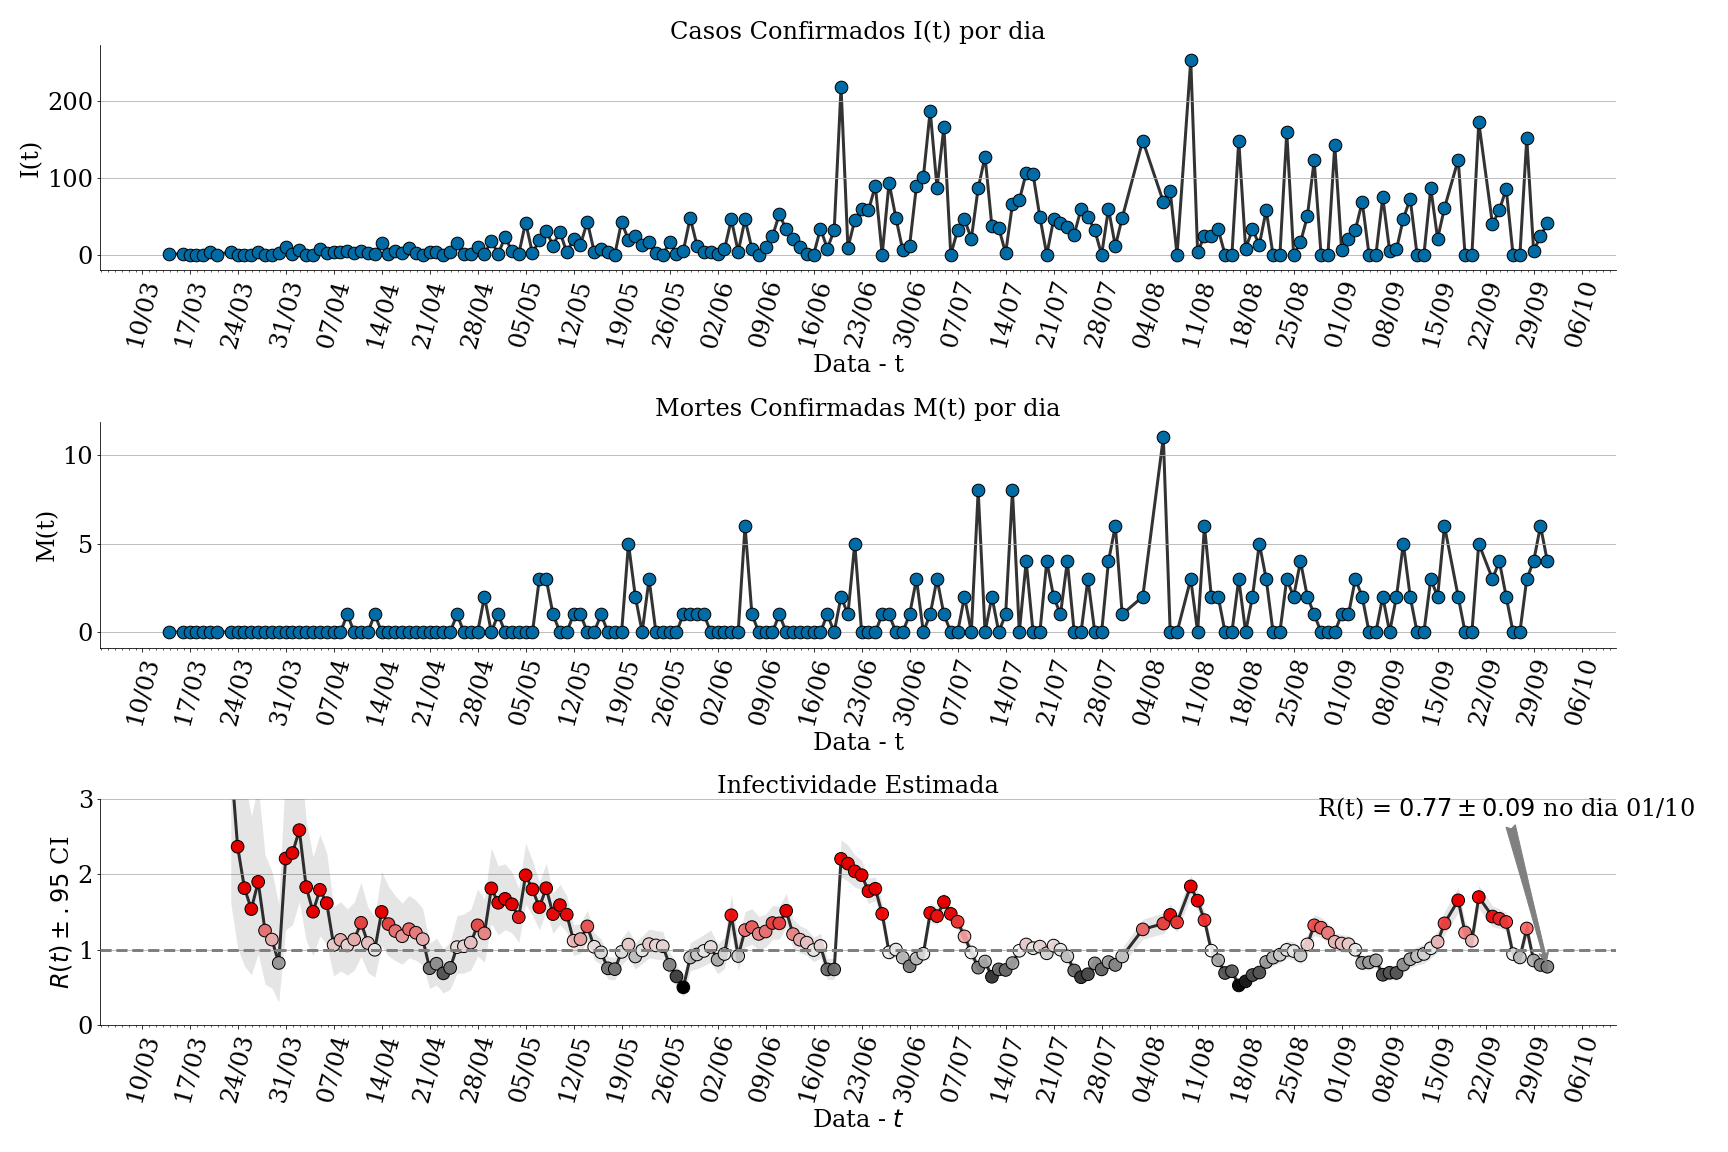 Casos Confirmados I(t) por dia
I(t)
200
100
0
10/03 17/03 24/03 31/03 07/04 14/04 21/04 28/04 05/05 12/05 19/05 26/05 02/06 09/06 16/06 23/06 30/06 07/07 14/07 21/07 28/07 04/08 11/08 18/08 25/08 01/09 08/09 15/09 22/09 29/09 06/10
Data - t
Mortes Confirmadas M(t) por dia
M(t)
10
5
0
10/03 17/03 24/03 31/03 07/04 14/04 21/04 28/04 05/05 12/05 19/05 26/05 02/06 09/06 16/06 23/06 30/06 07/07 14/07 21/07 28/07 04/08 11/08 18/08 25/08 01/09 08/09 15/09 22/09 29/09 06/10
Data - t
Infectividade Estimada
R(t) ± .95 CI
3
2
1
0
R(t) = 0.77 ± 0.09 no dia 01/10
10/03 17/03 24/03 31/03 07/04 14/04 21/04 28/04 05/05 12/05 19/05 26/05 02/06 09/06 16/06 23/06 30/06 07/07 14/07 21/07 28/07 04/08 11/08 18/08 25/08 01/09 08/09 15/09 22/09 29/09 06/10
Data - t